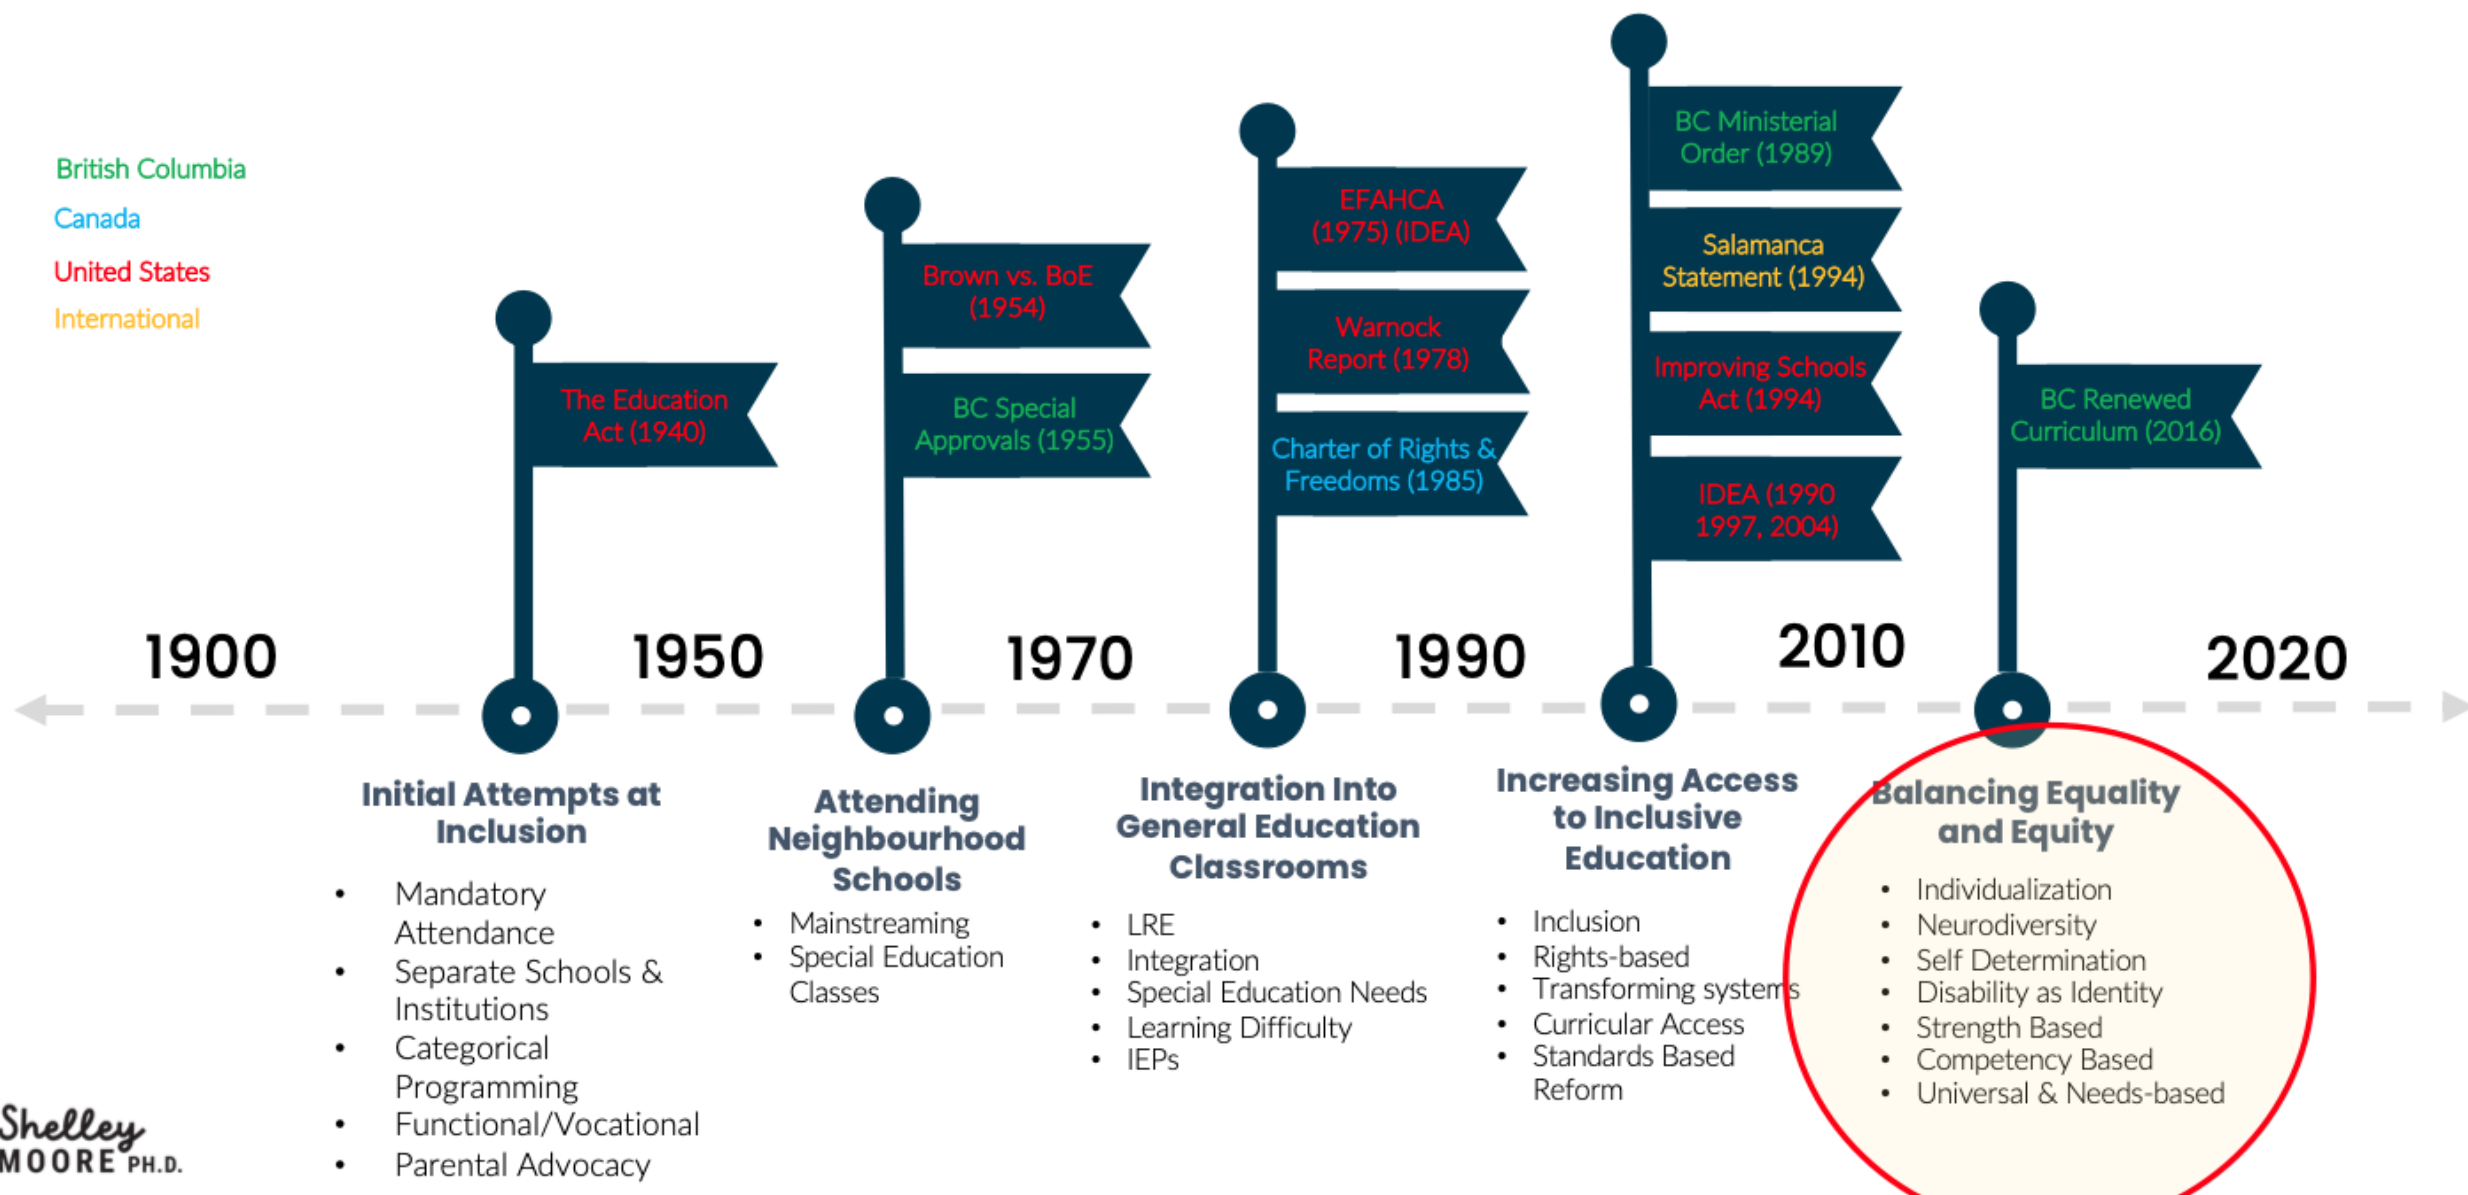 British Columbia
Canada
United States
International
The Education
Act (1940)
Brown vs. BoE
(1954)
BC Special
Approvals (1955)
EFAHCA
(1975) (IDEA)
Warnock
Report (1978)
Charter of Rights &
Freedoms (1985)
BC Ministerial
Order (1989)
Salamanca
Statement (1994)
Improving Schools
Act (1994)
IDEA (1990
1997, 2004)
BC Renewed
Curriculum (2016)
1900
1950
1970
1990
2010
2020
Initial Attempts at
Inclusion
• Mandatory
Attendance
• Separate Schools &
Institutions
• Categorical
Programming
• Functional/Vocational
• Parental Advocacy
Attending
Neighbourhood
Schools
• Mainstreaming
• Special Education
Classes
Integration Into
General Education
Classrooms
• LRE
• Integration
• Special Education Needs
• Learning Difficulty
• IEPs
Increasing Access
to Inclusive
Education
• Inclusion
• Rights-based
• Transforming systems
• Curricular Access
• Standards Based
Reform
Balancing Equality
and Equity
• Individualization
• Neurodiversity
• Self Determination
• Disability as Identity
• Strength Based
• Competency Based
• Universal & Needs-based
Shelley
MOORE PH.D.